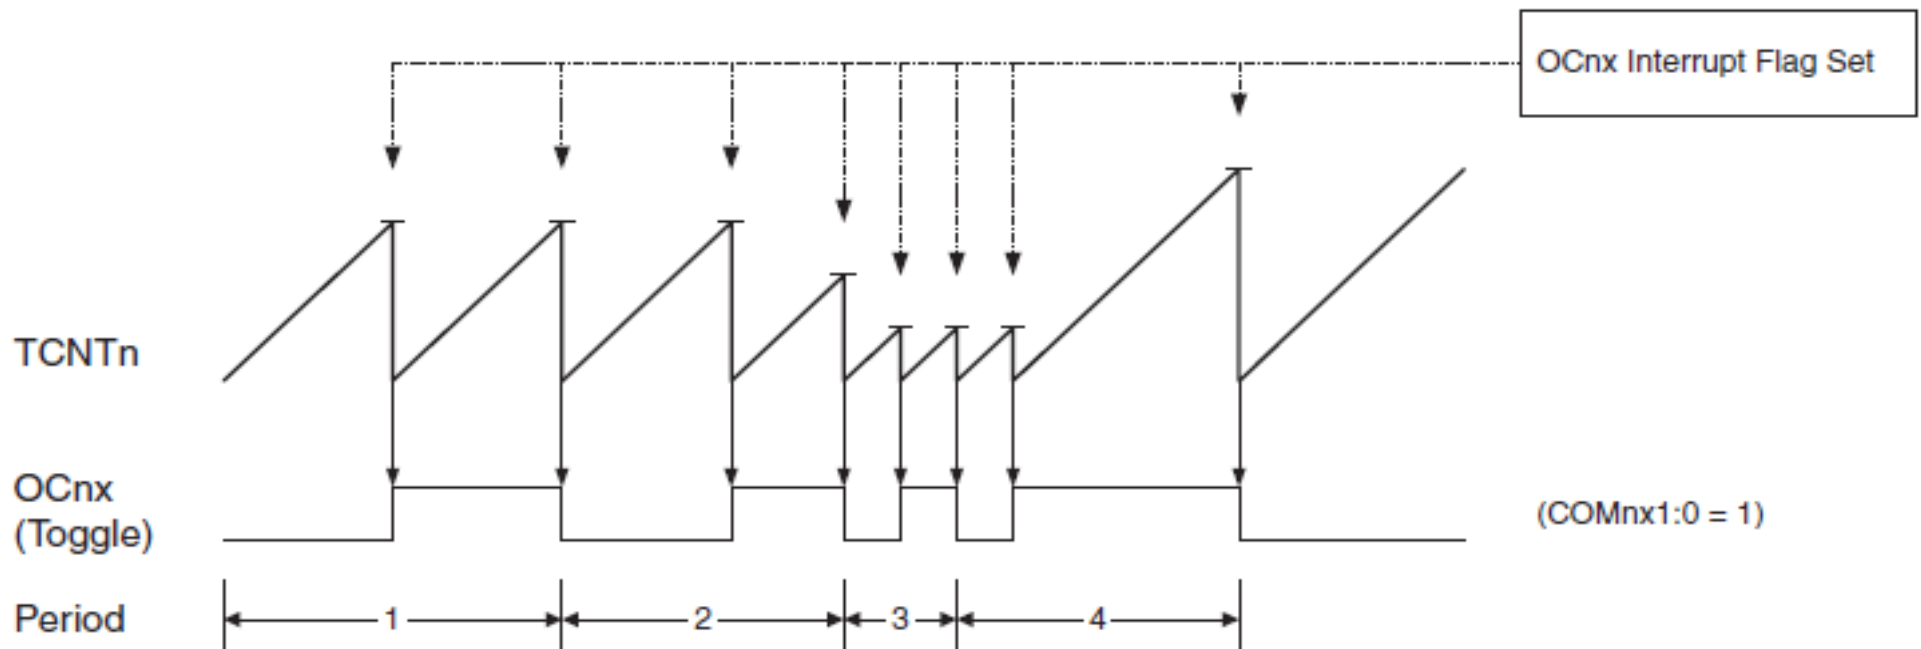 OCnx Interrupt Flag Set
TCNTn
OCnx
(Toggle)
(COMnx1:0 = 1)
Period
1
2
3
4